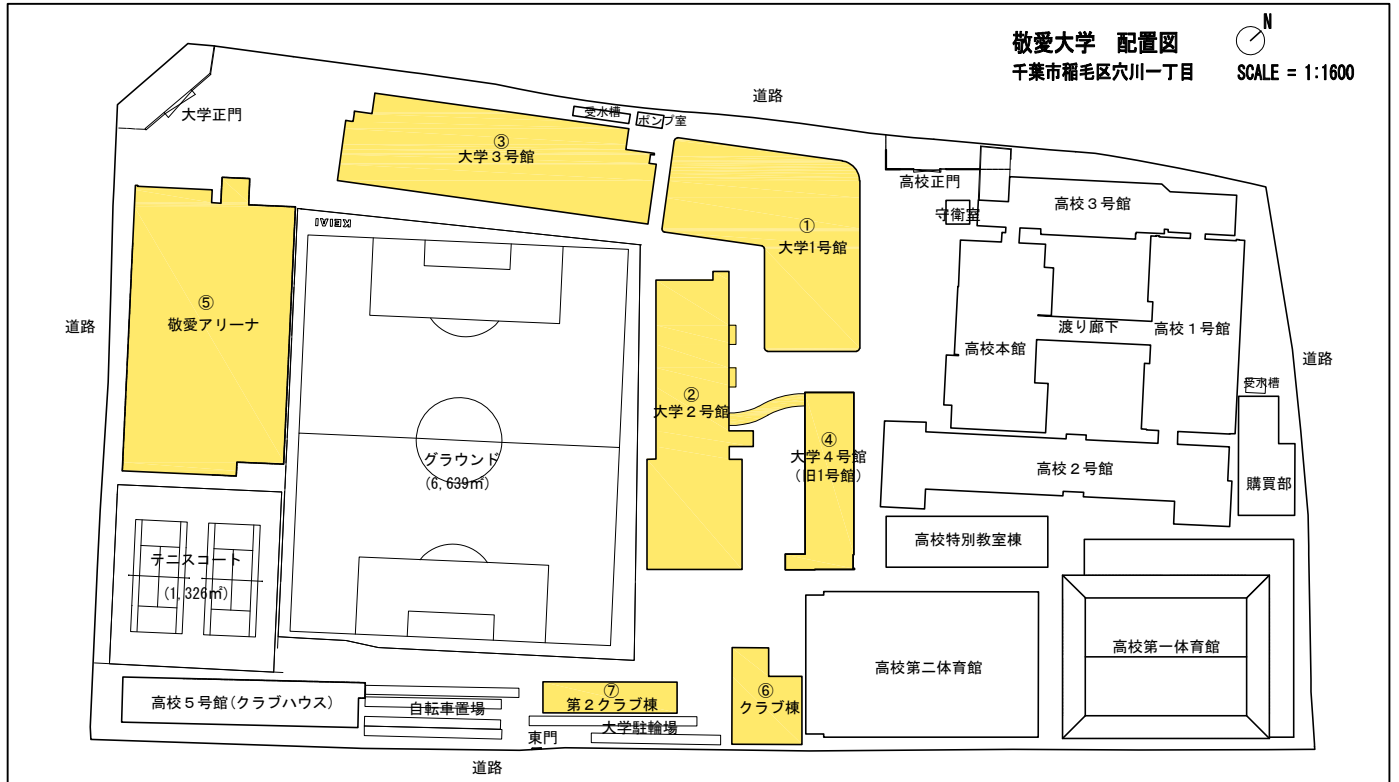 敬愛大学　配置図
千葉市稲毛区穴川一丁目
N
SCALE = 1:1600
道路
大学正門
受水槽
ポンプ室
③
大学３号館
高校正門
守衛室
高校３号館
①
大学1号館
KEIAI
⑤
敬愛アリーナ
道路
渡り廊下
高校１号館
高校本館
道路
受水槽
②
大学２号館
④
大学４号館
(旧1号館)
グラウンド
(6,639㎡)
高校２号館
購買部
高校特別教室棟
テニスコート
(1,326㎡)
高校第一体育館
高校第二体育館
⑦
第２クラブ棟
⑥
クラブ棟
高校５号館(クラブハウス)
自転車置場
大学駐輪場
東門
道路